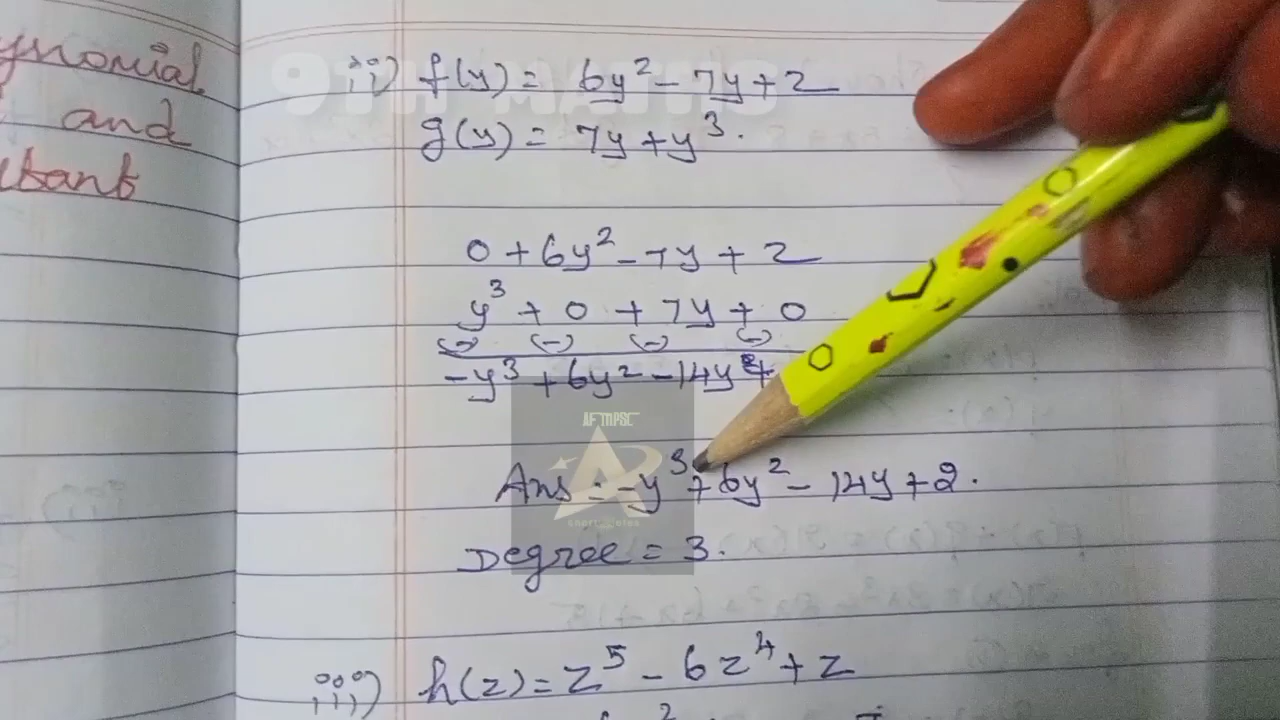 ynomial
and
ii) f(y) = 6y² - 7y + 2
g(y) = 7y + y³.
0 + 6y² - 7y + 2
y³ + 0 + 7y + 0
(-) (-) (-) (-)
-y³ + 6y² - 14y +
AFTMPSC
Ans : -y³ + 6y² - 14y + 2.
Degree = 3.
iii) h(z) = z⁵ - 6z⁴ + z
9TH MATHS